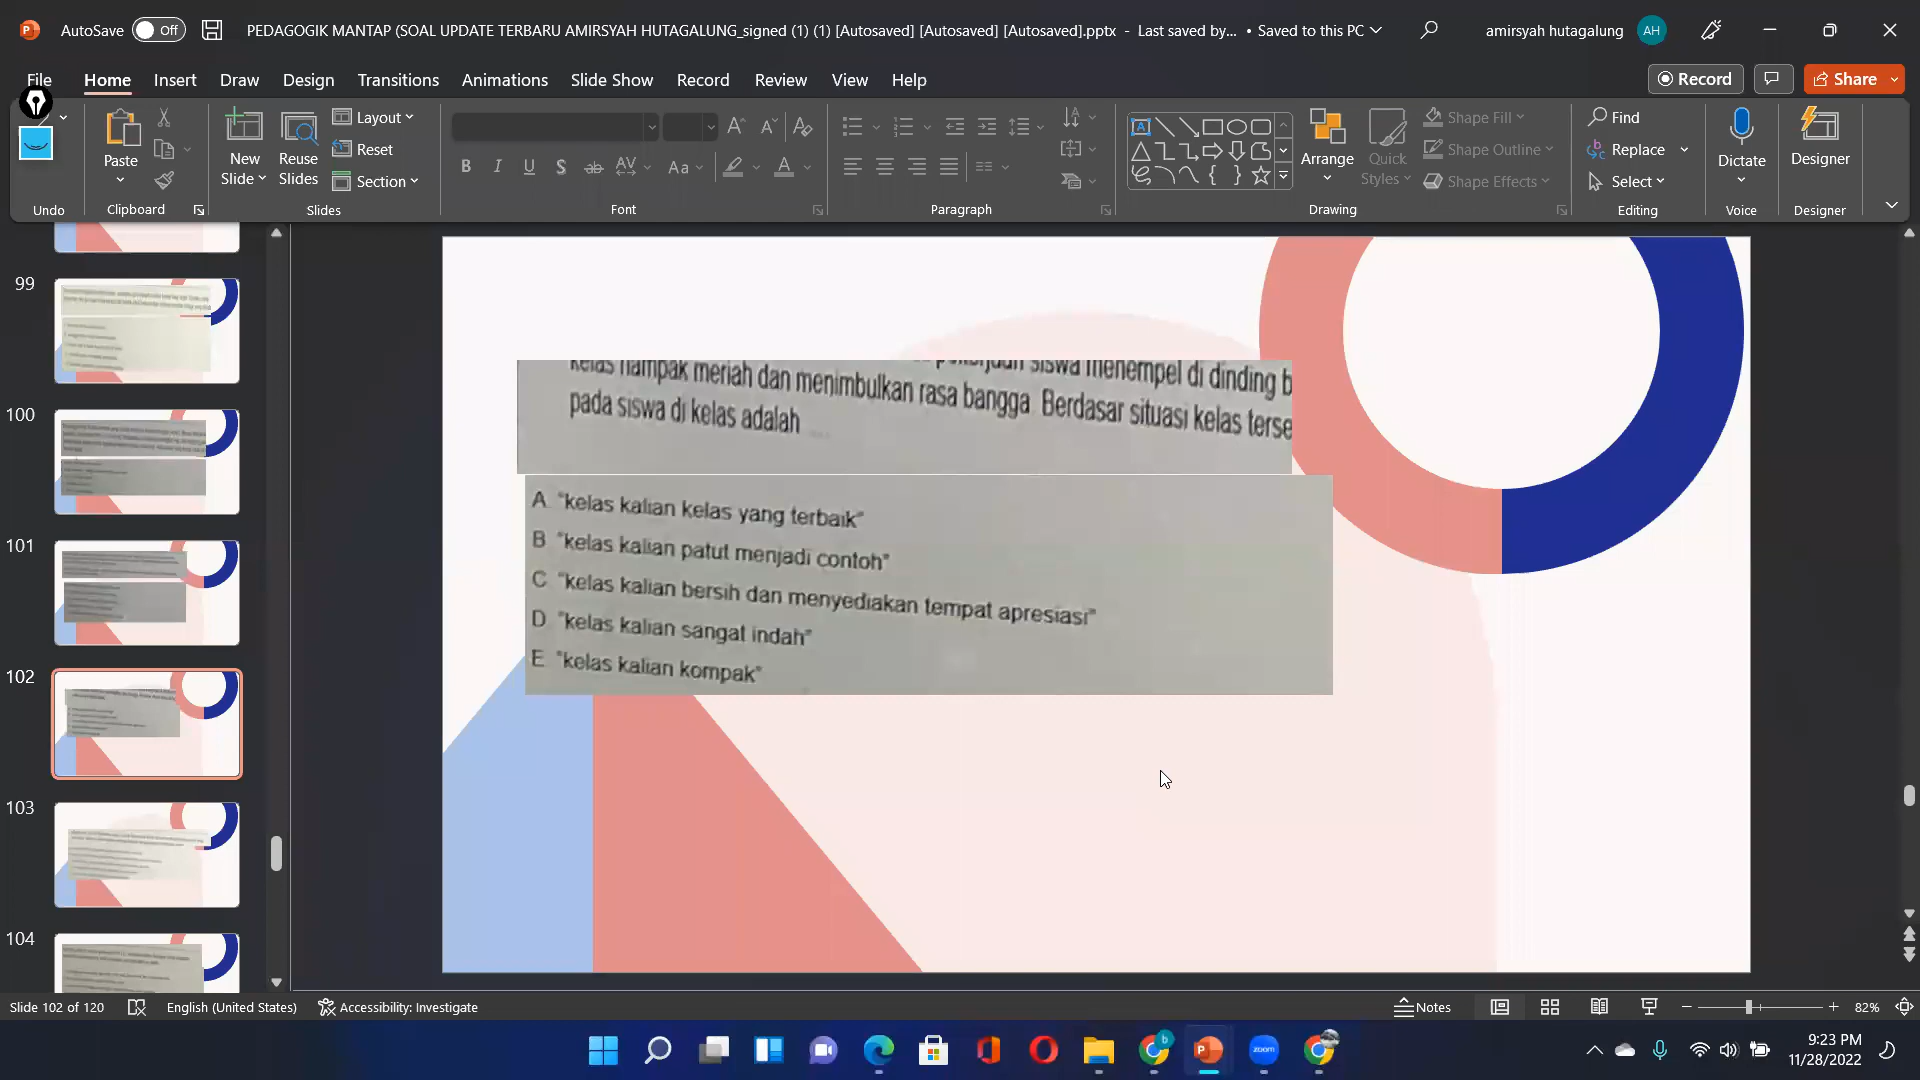 AutoSave Off PEDAGOGIK MANTAP (SOAL UPDATE TERBARU AMIRSYAH HUTAGALUNG_signed (1) (1) [Autosaved] [Autosaved] [Autosaved].pptx - Last saved by... • Saved to this PC amirsyah hutagalung AH
File Home Insert Draw Design Transitions Animations Slide Show Record Review View Help Record Share
Paste New Slide Reuse Slides Layout Reset Section
Arrange Quick Styles Shape Fill Shape Outline Shape Effects Find Replace Select Dictate Designer
Undo Clipboard Slides Font Paragraph Drawing Editing Voice Designer
99
100
101
102
103
104
siswa menempel di dinding
kelas nampak meriah dan menimbulkan rasa bangga. Berdasar situasi kelas
pada siswa di kelas adalah ....
A. "kelas kalian kelas yang terbaik"
B. "kelas kalian patut menjadi contoh"
C. "kelas kalian bersih dan menyediakan tempat apresiasi"
D. "kelas kalian sangat indah"
E. "kelas kalian kompak"
Slide 102 of 120 English (United States) Accessibility: Investigate Notes 82%
zoom
9:23 PM
11/28/2022